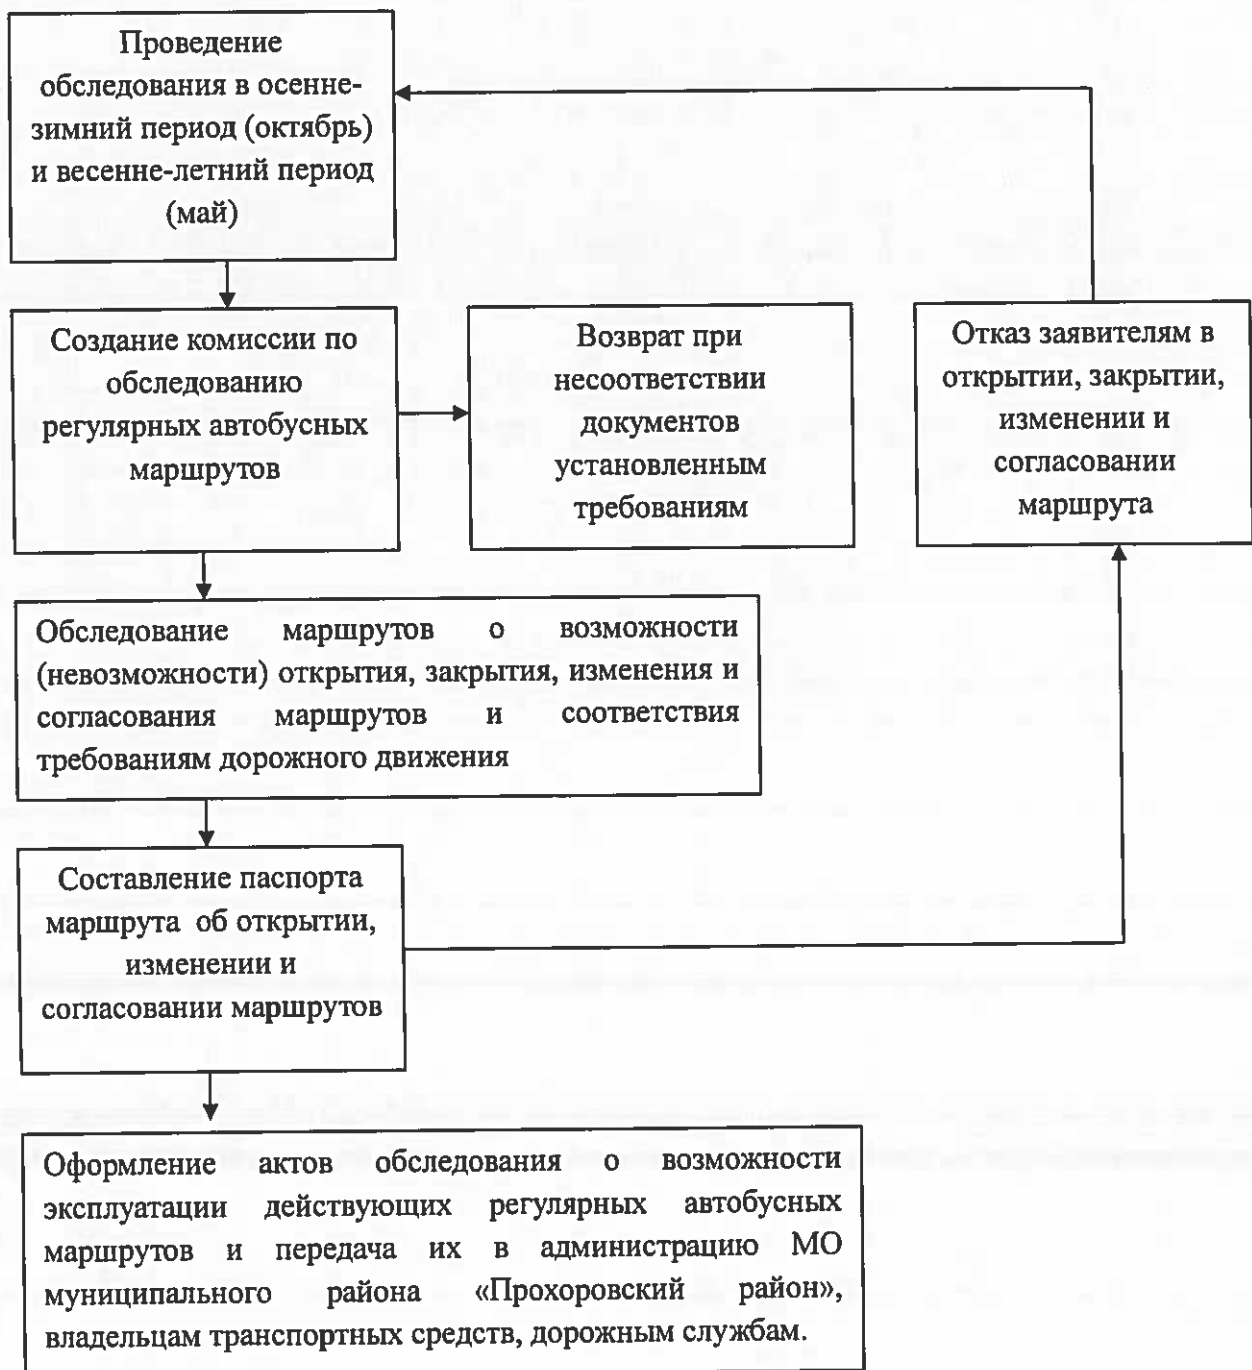 Проведение
обследования в осенне-
зимний период (октябрь)
и весенне-летний период
(май)
Создание комиссии по
обследованию
регулярных автобусных
маршрутов
Возврат при
несоответствии
документов
установленным
требованиям
Отказ заявителям в
открытии, закрытии,
изменении и
согласовании
маршрута
Обследование маршрутов о возможности
(невозможности) открытия, закрытия, изменения и
согласования маршрутов и соответствия
требованиям дорожного движения
Составление паспорта
маршрута об открытии,
изменении и
согласовании маршрутов
Оформление актов обследования о возможности
эксплуатации действующих регулярных автобусных
маршрутов и передача их в администрацию МО
муниципального района «Прохоровский район»,
владельцам транспортных средств, дорожным службам.